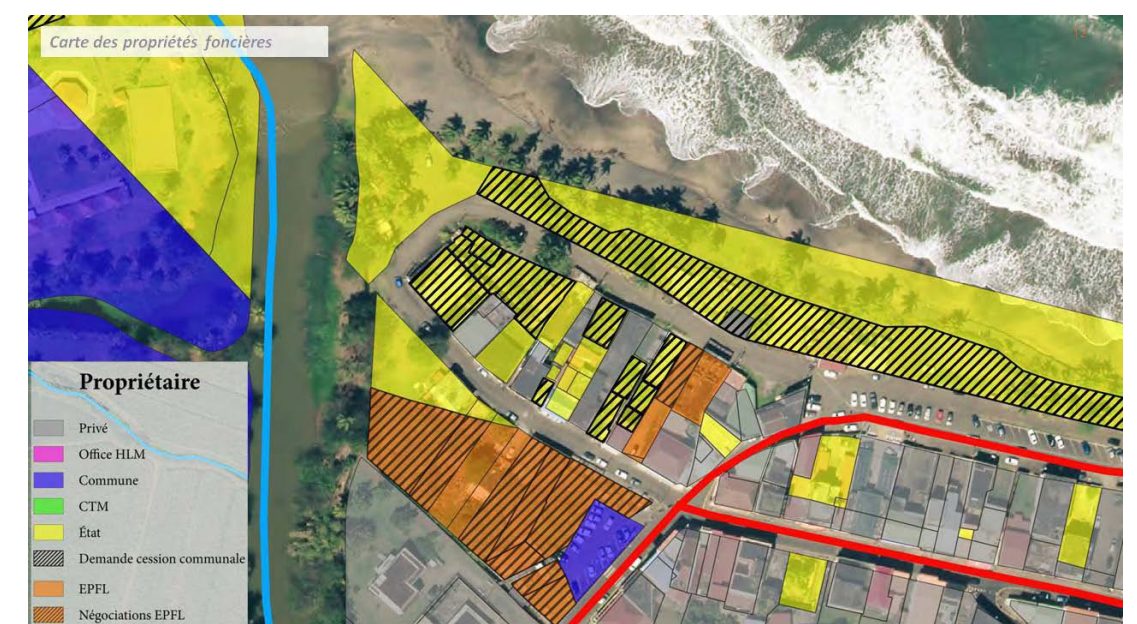 Carte des propriétés foncières
Propriétaire
Privé
Office HLM
Commune
CTM
État
Demande cession communale
EPFL
Négociations EPFL